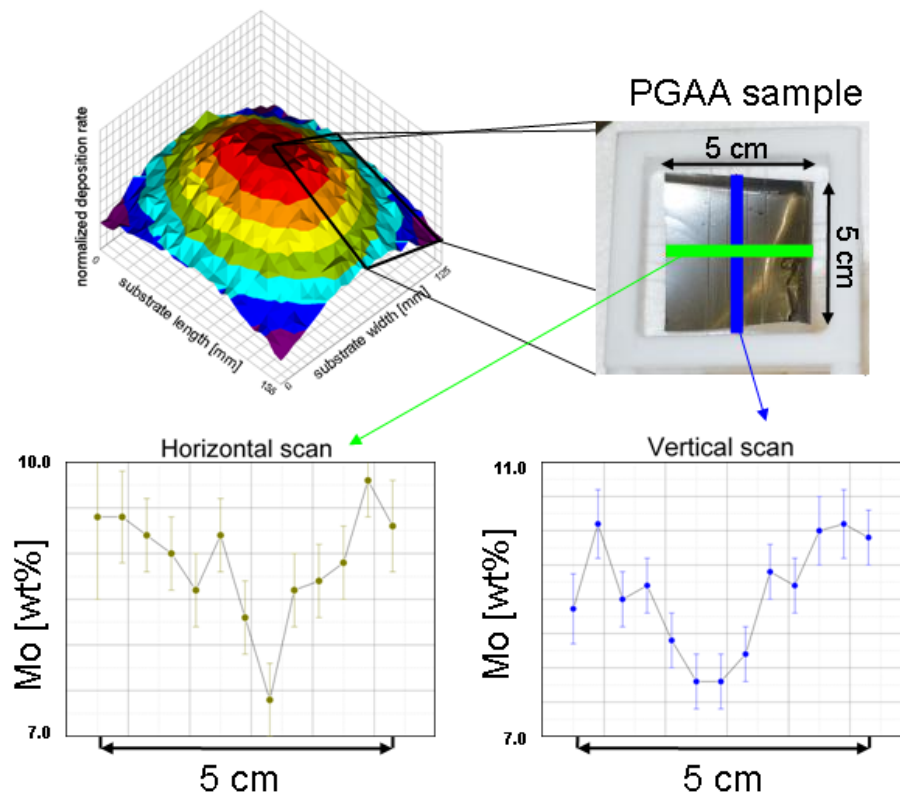 PGAA sample
5 cm
5 cm
normalized deposition rate
0
substrate length [mm]
155
0
substrate width [mm]
125
Horizontal scan
10.0
Mo [wt%]
7.0
5 cm
Vertical scan
11.0
Mo [wt%]
7.0
5 cm